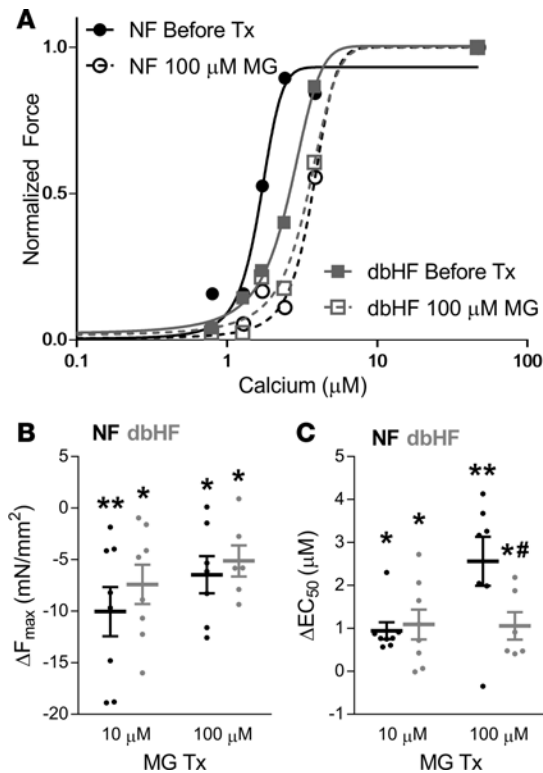 A
NF Before Tx
NF 100 μM MG
dbHF Before Tx
dbHF 100 μM MG
Normalized Force
1.0
0.5
0.0
0.1 1 10 100
Calcium (μM)
B NF dbHF
** * * *
ΔFmax (mN/mm²)
5
0
-5
-10
-15
-20
10 μM 100 μM
MG Tx
C NF dbHF
* * ** *#
ΔEC50 (μM)
5
4
3
2
1
0
-1
10 μM 100 μM
MG Tx